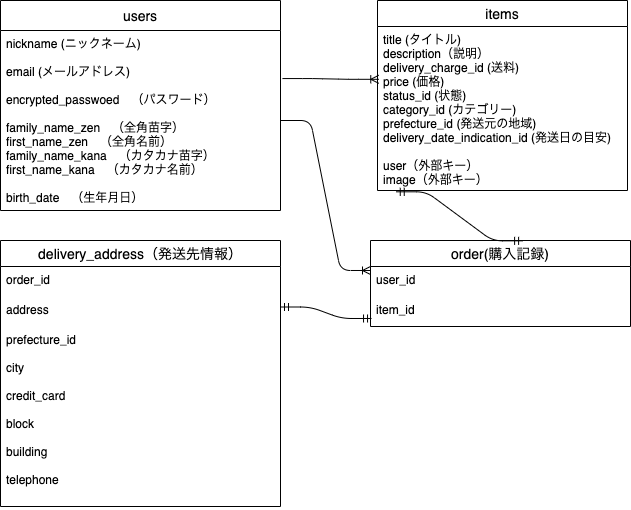 users
nickname (ニックネーム)
email (メールアドレス)
encrypted_passwoed （パスワード）
family_name_zen （全角苗字）
first_name_zen （全角名前）
family_name_kana （カタカナ苗字）
first_name_kana （カタカナ名前）
birth_date （生年月日）
items
title (タイトル)
description（説明）
delivery_charge_id (送料)
price (価格)
status_id (状態)
category_id (カテゴリー)
prefecture_id (発送元の地域)
delivery_date_indication_id (発送日の目安)
user（外部キー）
image（外部キー）
delivery_address（発送先情報）
order_id
address
prefecture_id
city
credit_card
block
building
telephone
order(購入記録)
user_id
item_id